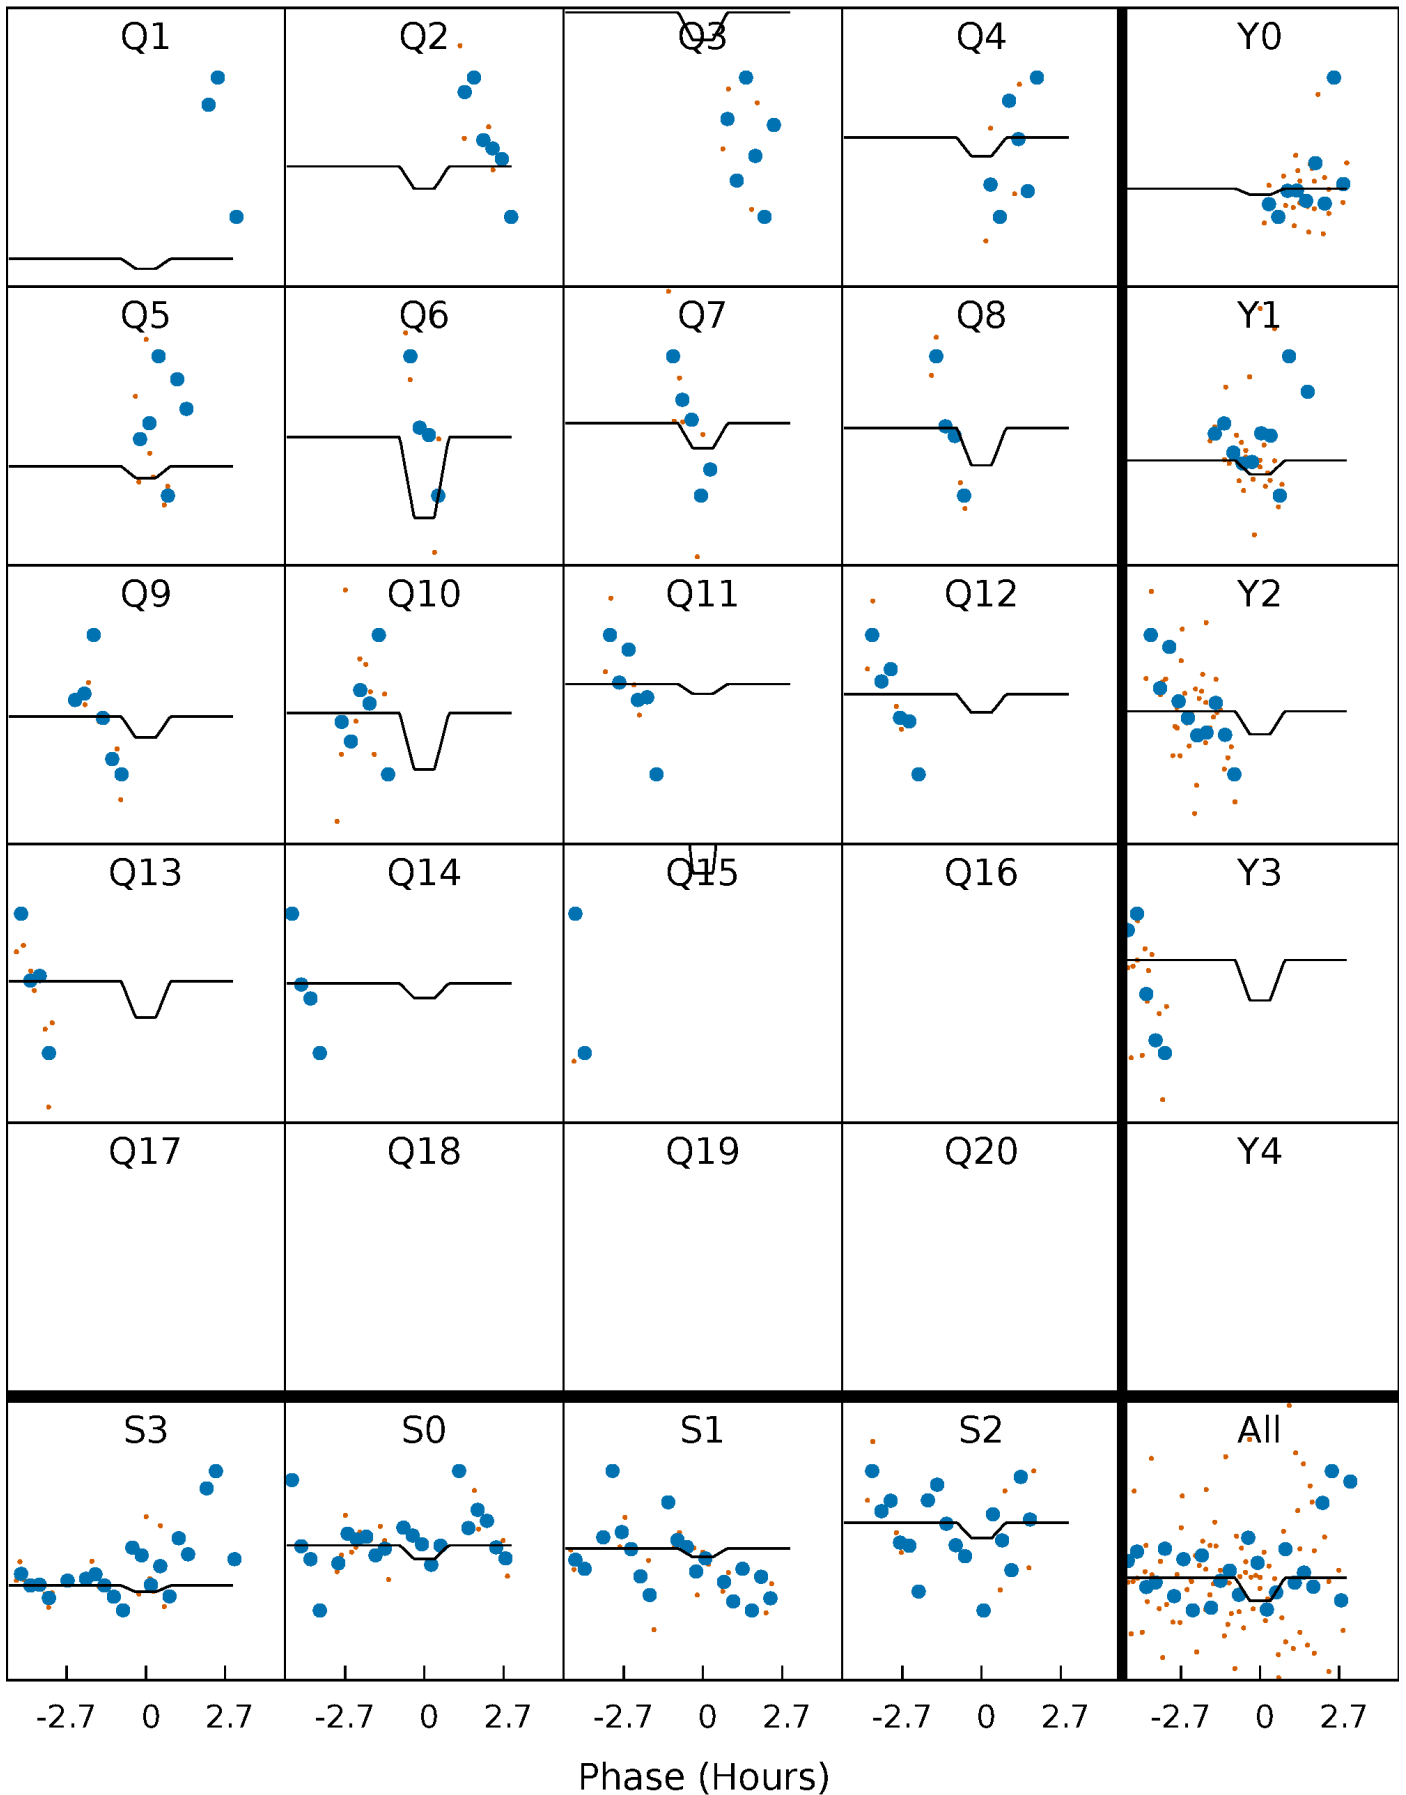 Q1 Q2 Q3 Q4 Y0
Q5 Q6 Q7 Q8 Y1
Q9 Q10 Q11 Q12 Y2
Q13 Q14 Q15 Q16 Y3
Q17 Q18 Q19 Q20 Y4
S3 S0 S1 S2 All
-2.7 0 2.7 -2.7 0 2.7 -2.7 0 2.7 -2.7 0 2.7 -2.7 0 2.7
Phase (Hours)